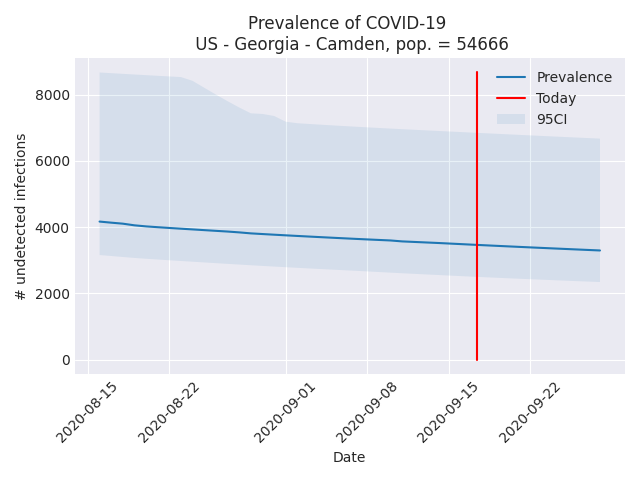 Prevalence of COVID-19
US - Georgia - Camden, pop. = 54666
Prevalence
Today
95CI
# undetected infections
8000
6000
4000
2000
0
2020-08-15
2020-08-22
2020-09-01
2020-09-08
2020-09-15
2020-09-22
Date